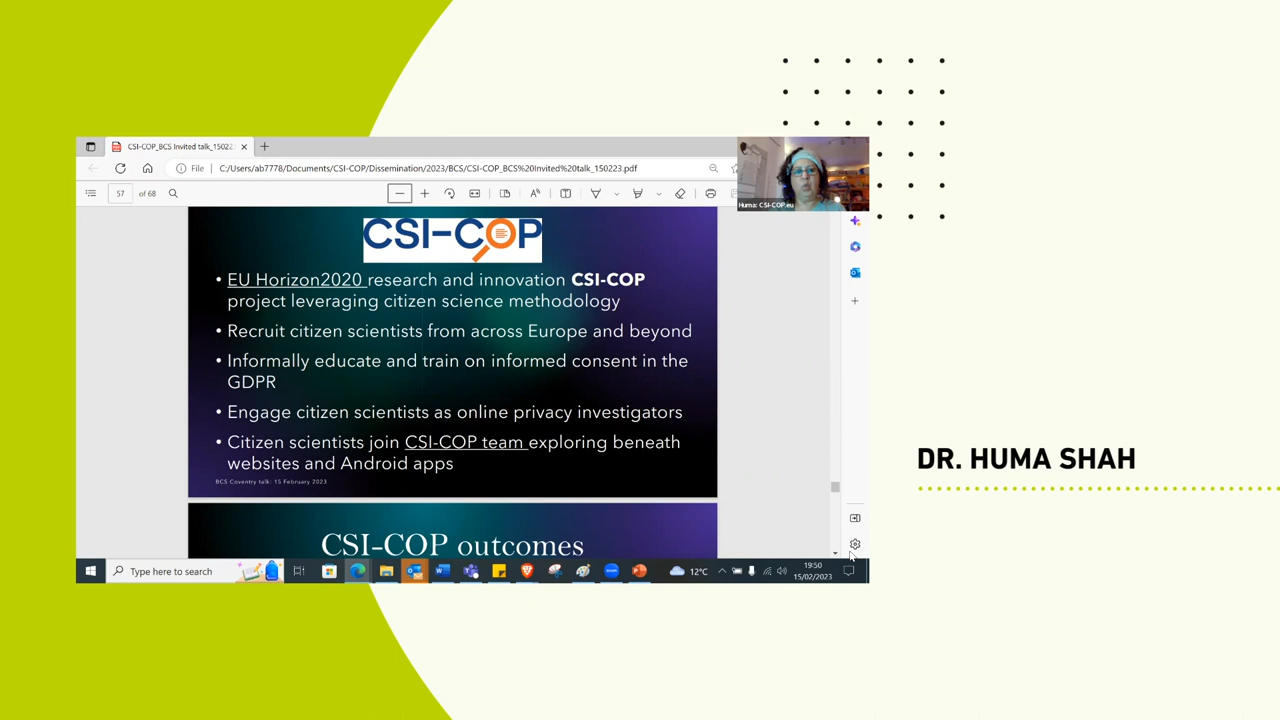 CSI-COP_BCS Invited talk_150223.
File
C:/Users/ab7778/Documents/CSI-COP/Dissemination/2023/BCS/CSI-COP_BCS%20Invited%20talk_150223.pdf
57 of 68
Huma: CSI-COP.eu
CSI-COP
• EU Horizon2020 research and innovation CSI-COP
project leveraging citizen science methodology
• Recruit citizen scientists from across Europe and beyond
• Informally educate and train on informed consent in the
GDPR
• Engage citizen scientists as online privacy investigators
• Citizen scientists join CSI-COP team exploring beneath
websites and Android apps
BCS Coventry talk: 15 February 2023
CSI-COP outcomes
DR. HUMA SHAH
Type here to search
12°C
19:50
15/02/2023